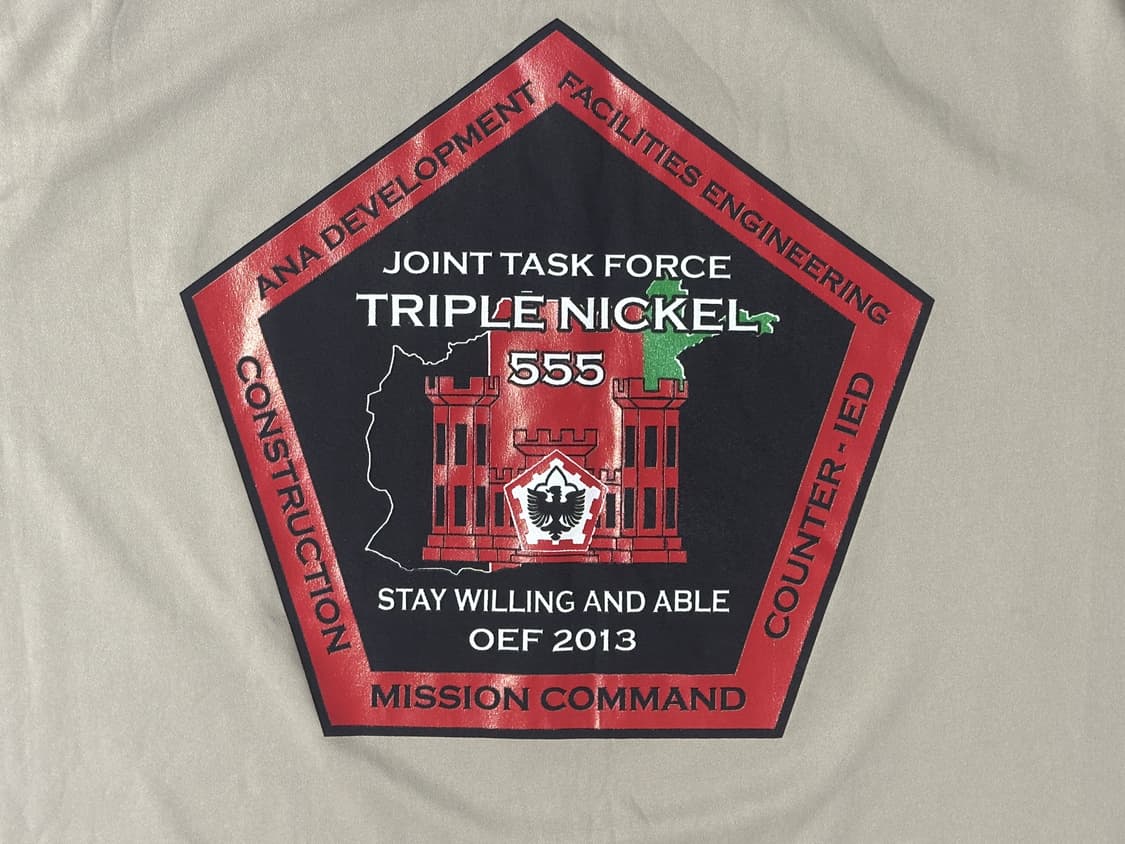 ANA DEVELOPMENT
FACILITIES ENGINEERING
JOINT TASK FORCE
TRIPLE NICKEL
555
CONSTRUCTION
COUNTER - IED
STAY WILLING AND ABLE
OEF 2013
MISSION COMMAND